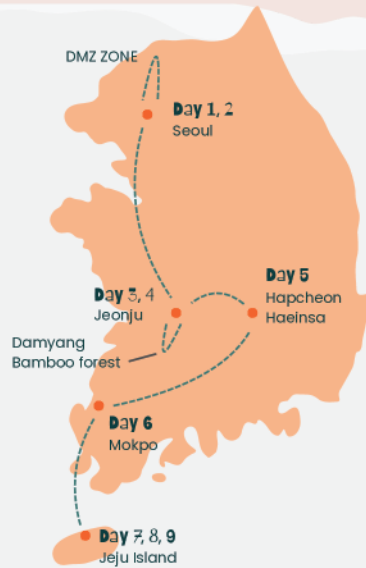 DMZ ZONE
Day 1, 2
Seoul
Day 3, 4
Jeonju
Day 5
Hapcheon
Haeinsa
Damyang
Bamboo forest
Day 6
Mokpo
Day 7, 8, 9
Jeju Island